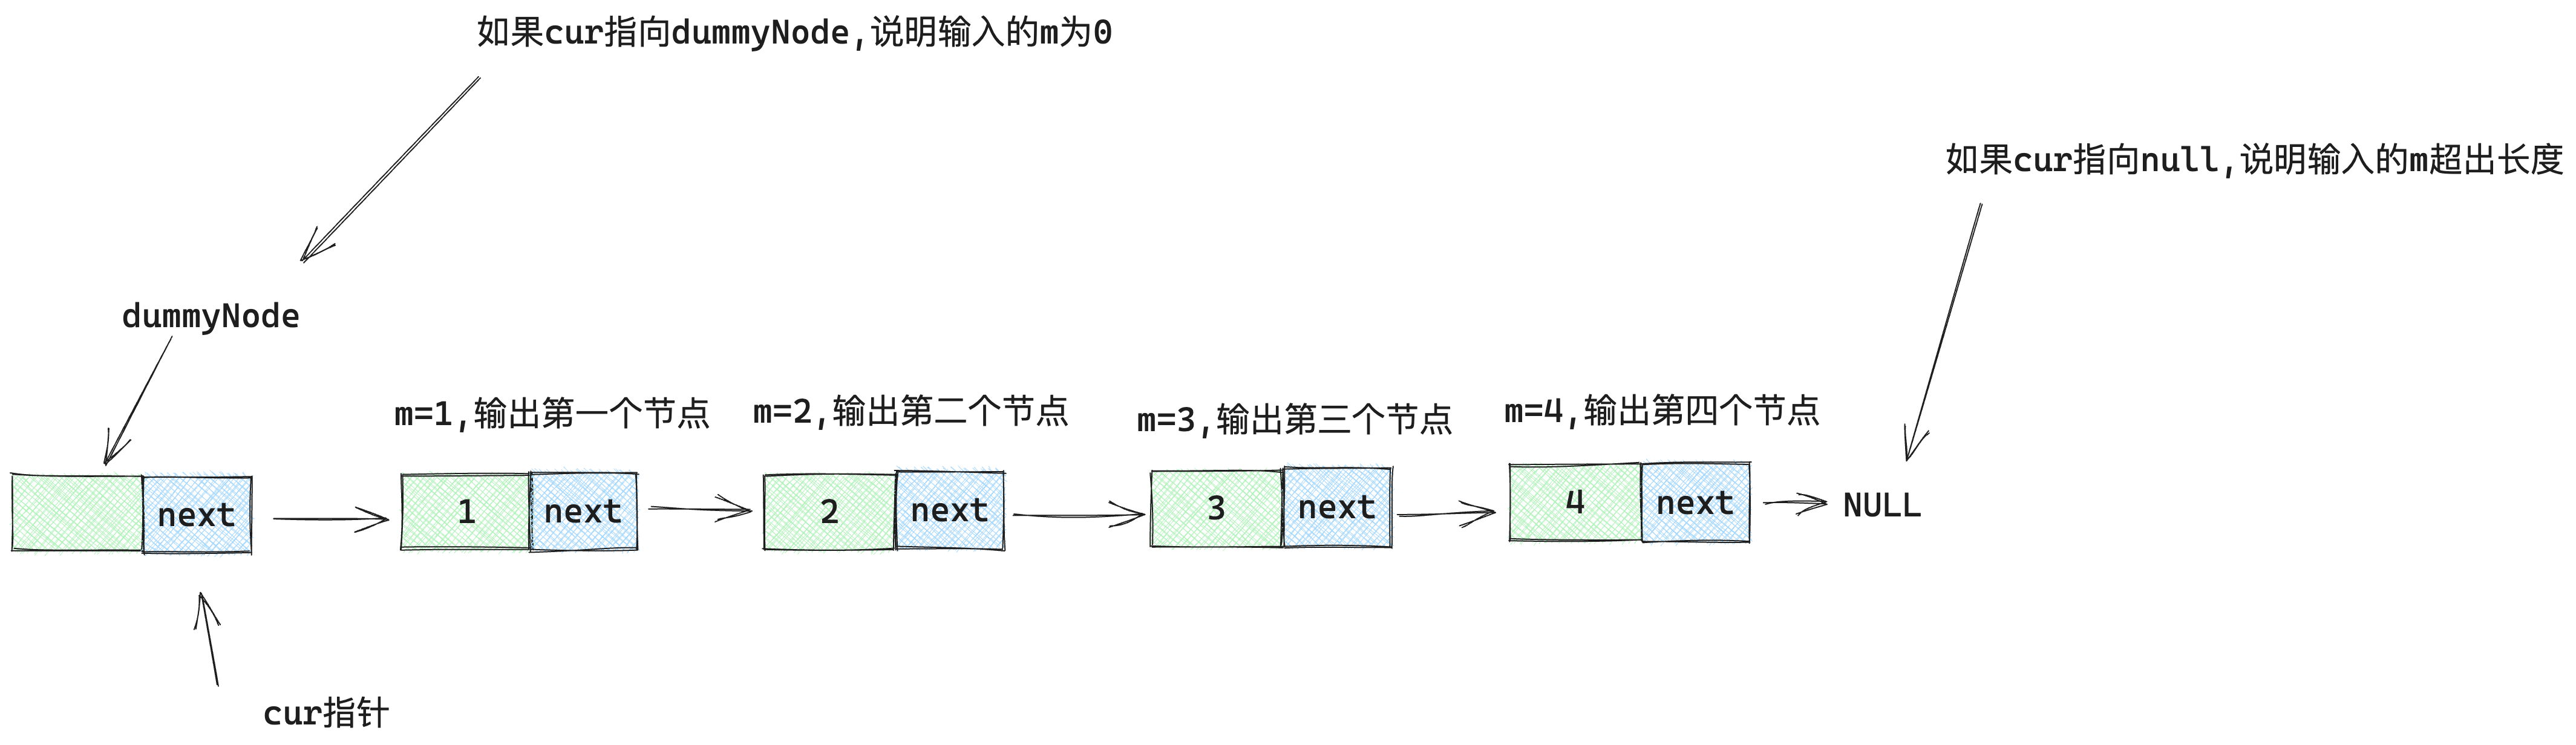 如果cur指向dummyNode,说明输入的m为0
如果cur指向null,说明输入的m超出长度
dummyNode
m=1,输出第一个节点
m=2,输出第二个节点
m=3,输出第三个节点
m=4,输出第四个节点
next
1
next
2
next
3
next
4
next
NULL
cur指针